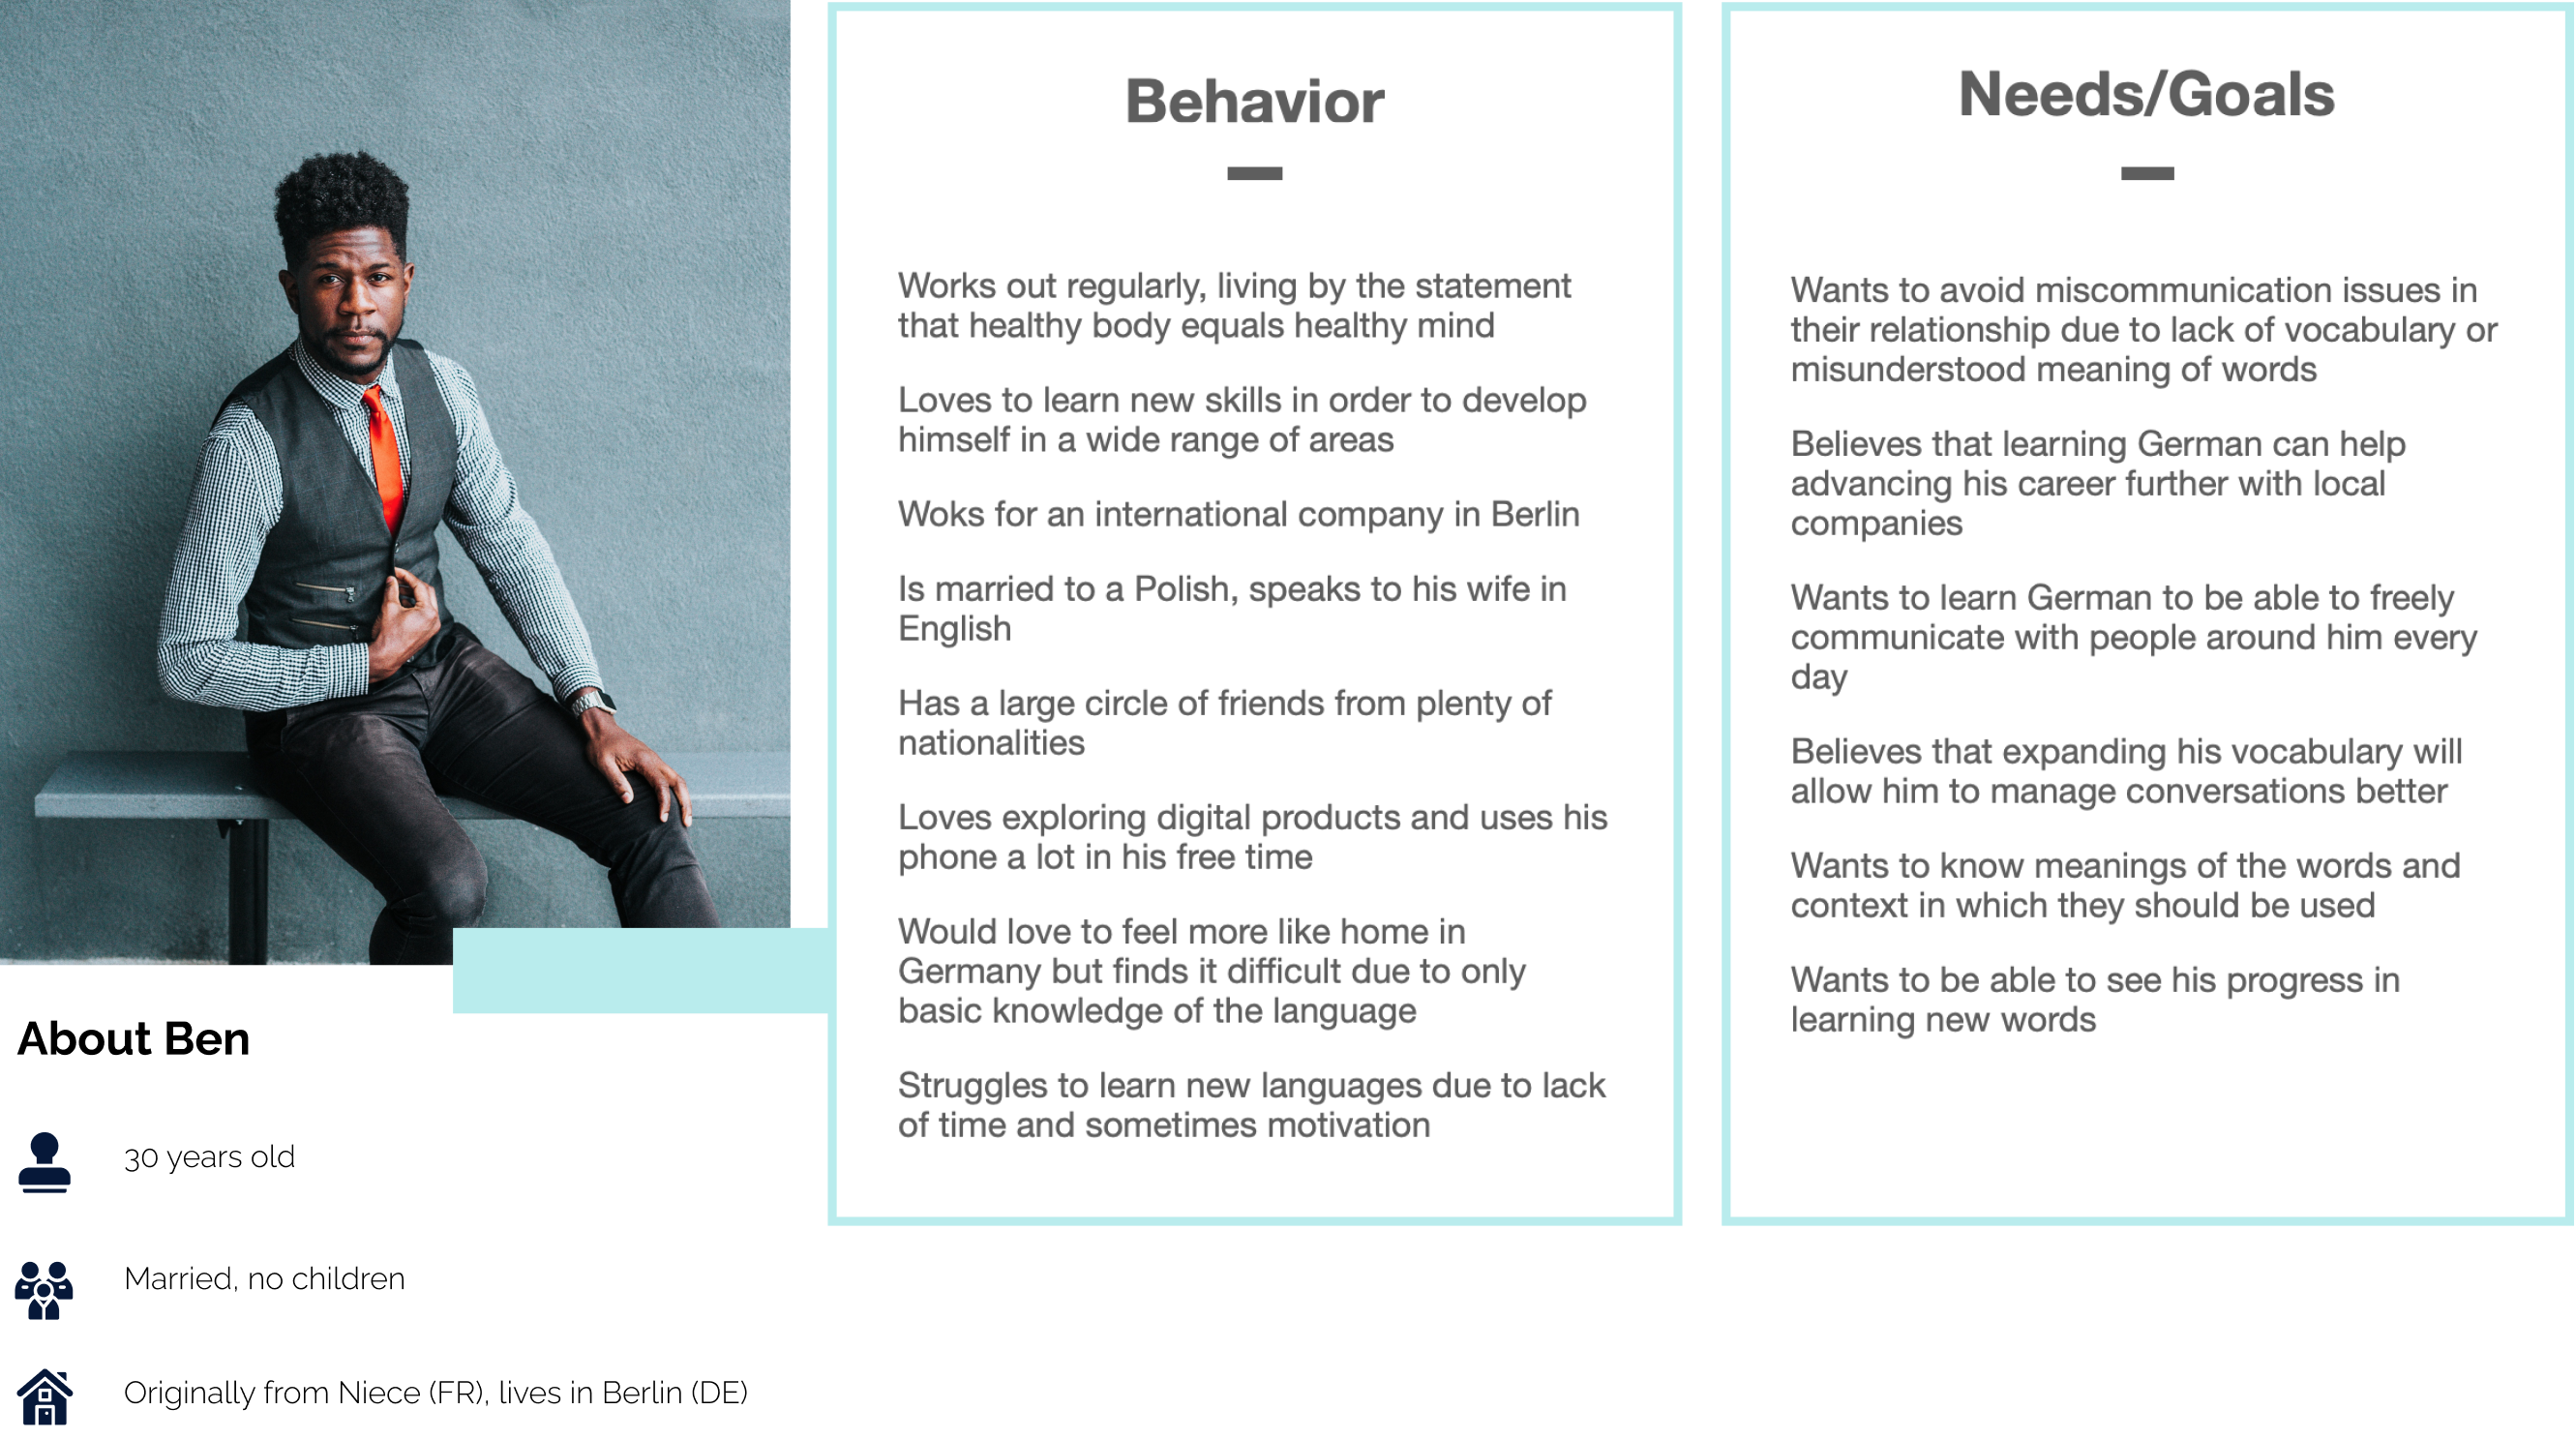 About Ben
30 years old
Married, no children
Originally from Niece (FR), lives in Berlin (DE)
Behavior
Works out regularly, living by the statement
that healthy body equals healthy mind
Loves to learn new skills in order to develop
himself in a wide range of areas
Woks for an international company in Berlin
Is married to a Polish, speaks to his wife in
English
Has a large circle of friends from plenty of
nationalities
Loves exploring digital products and uses his
phone a lot in his free time
Would love to feel more like home in
Germany but finds it difficult due to only
basic knowledge of the language
Struggles to learn new languages due to lack
of time and sometimes motivation
Needs/Goals
Wants to avoid miscommunication issues in
their relationship due to lack of vocabulary or
misunderstood meaning of words
Believes that learning German can help
advancing his career further with local
companies
Wants to learn German to be able to freely
communicate with people around him every
day
Believes that expanding his vocabulary will
allow him to manage conversations better
Wants to know meanings of the words and
context in which they should be used
Wants to be able to see his progress in
learning new words